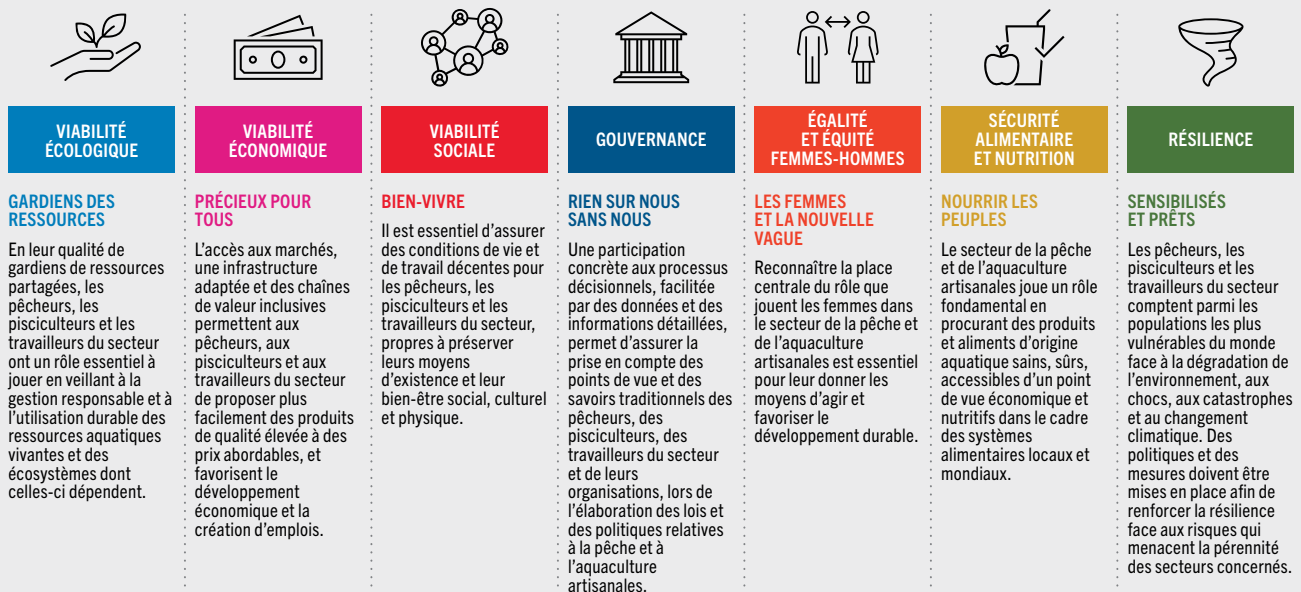 VIABILITÉ
ÉCOLOGIQUE
GARDIENS DES
RESSOURCES
En leur qualité de
gardiens de ressources
partagées, les
pêcheurs, les
pisciculteurs et les
travailleurs du secteur
ont un rôle essentiel à
jouer en veillant à la
gestion responsable et à
l’utilisation durable des
ressources aquatiques
vivantes et des
écosystèmes dont
celles-ci dépendent.
VIABILITÉ
ÉCONOMIQUE
PRÉCIEUX POUR
TOUS
L’accès aux marchés,
une infrastructure
adaptée et des chaînes
de valeur inclusives
permettent aux
pêcheurs, aux
pisciculteurs et aux
travailleurs du secteur
de proposer plus
facilement des produits
de qualité élevée à des
prix abordables, et
favorisent le
développement
économique et la
création d’emplois.
VIABILITÉ
SOCIALE
BIEN-VIVRE
Il est essentiel d’assurer
des conditions de vie et
de travail décentes pour
les pêcheurs, les
pisciculteurs et les
travailleurs du secteur,
propres à préserver
leurs moyens
d’existence et leur
bien-être social, culturel
et physique.
GOUVERNANCE
RIEN SUR NOUS
SANS NOUS
Une participation
concrète aux processus
décisionnels, facilitée
par des données et des
informations détaillées,
permet d’assurer la
prise en compte des
points de vue et des
savoirs traditionnels des
pêcheurs, des
pisciculteurs, des
travailleurs du secteur
et de leurs
organisations, lors de
l’élaboration des lois et
des politiques relatives
à la pêche et à
l’aquaculture
artisanales.
ÉGALITÉ
ET ÉQUITÉ
FEMMES-HOMMES
LES FEMMES
ET LA NOUVELLE
VAGUE
Reconnaître la place
centrale du rôle que
jouent les femmes dans
le secteur de la pêche et
de l’aquaculture
artisanales est essentiel
pour leur donner les
moyens d’agir et
favoriser le
développement durable.
SÉCURITÉ
ALIMENTAIRE
ET NUTRITION
NOURRIR LES
PEUPLES
Le secteur de la pêche
et de l’aquaculture
artisanales joue un rôle
fondamental en
procurant des produits
et aliments d’origine
aquatique sains, sûrs,
accessibles d’un point
de vue économique et
nutritifs dans le cadre
des systèmes
alimentaires locaux et
mondiaux.
RÉSILIENCE
SENSIBILISÉS
ET PRÊTS
Les pêcheurs, les
pisciculteurs et les
travailleurs du secteur
comptent parmi les
populations les plus
vulnérables du monde
face à la dégradation de
l’environnement, aux
chocs, aux catastrophes
et au changement
climatique. Des
politiques et des
mesures doivent être
mises en place afin de
renforcer la résilience
face aux risques qui
menacent la pérennité
des secteurs concernés.